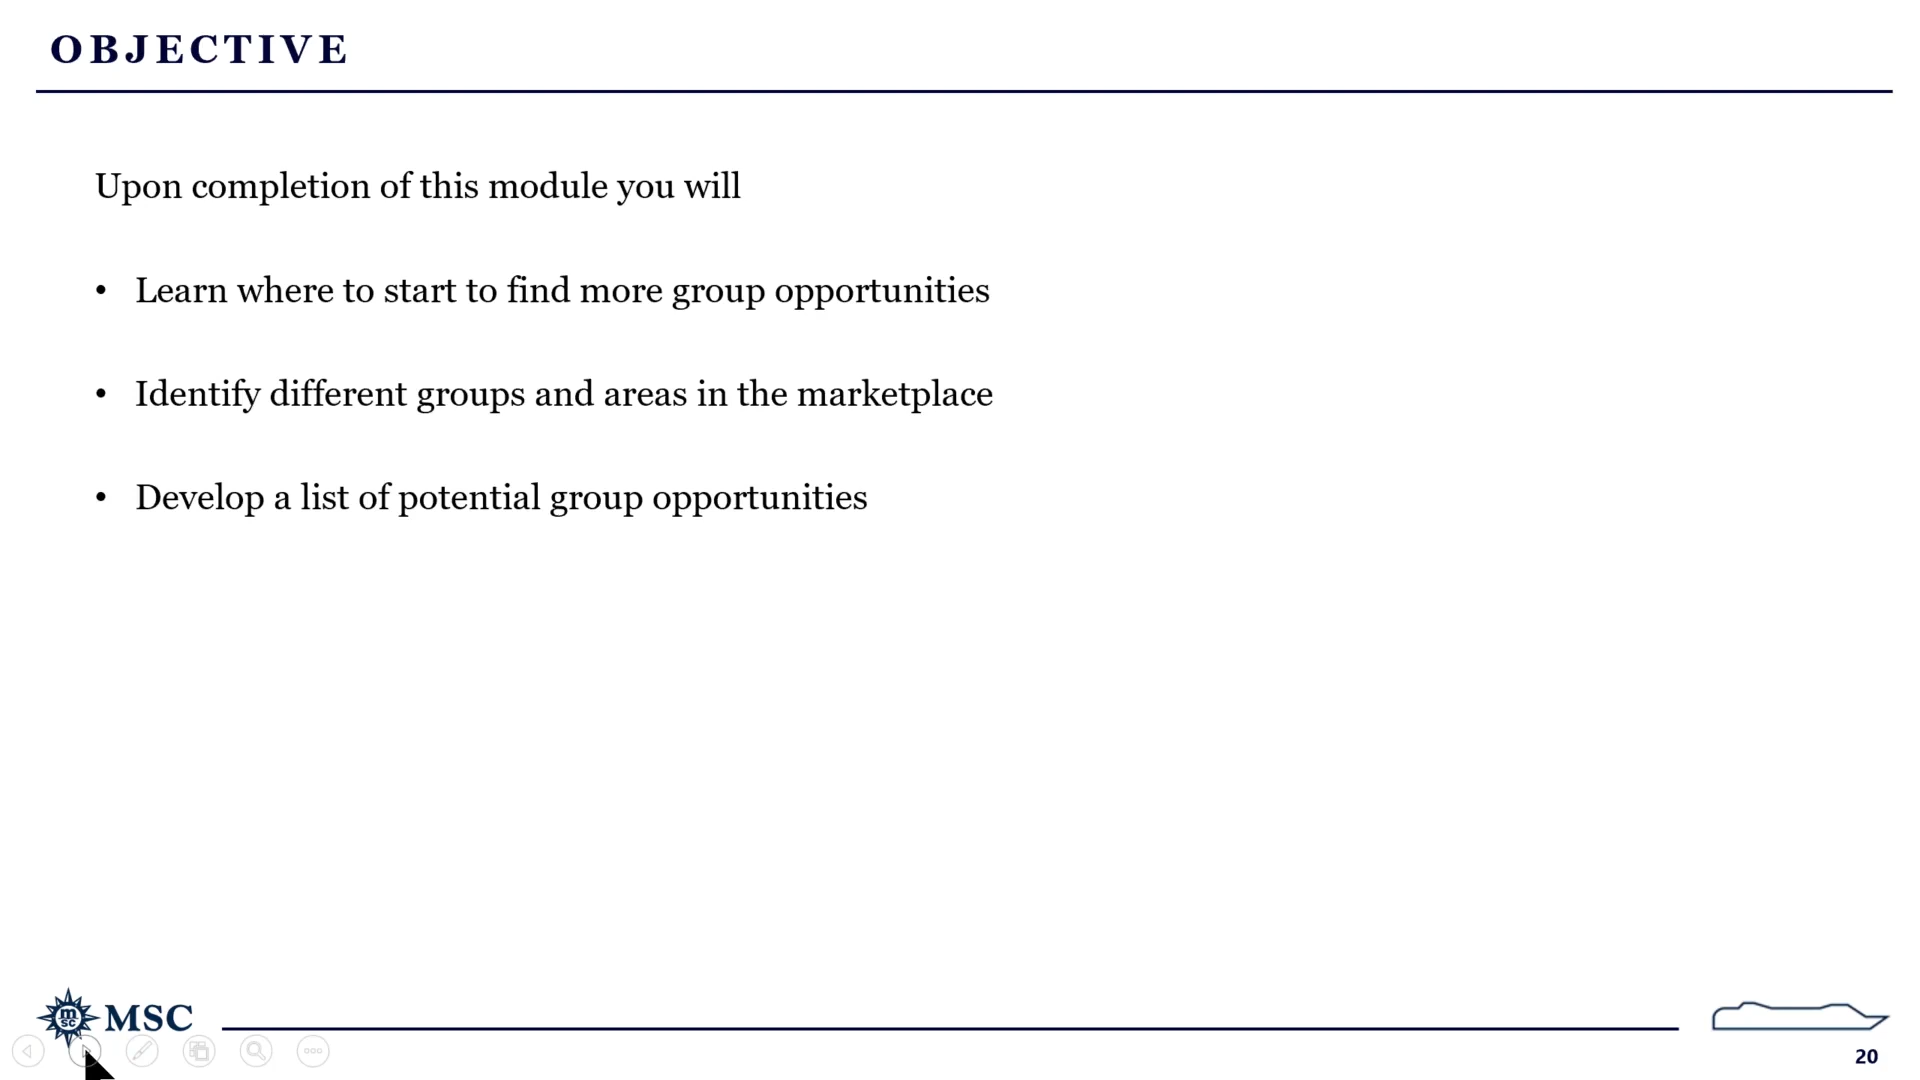 OBJECTIVE
Upon completion of this module you will
• Learn where to start to find more group opportunities
• Identify different groups and areas in the marketplace
• Develop a list of potential group opportunities
m
sc
MSC
20